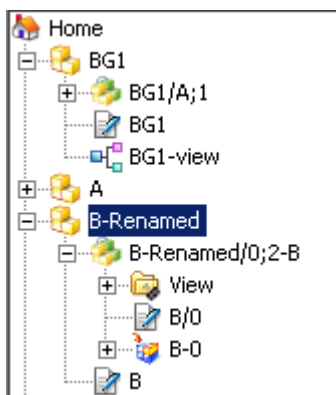 Home
BG1
BG1/A;1
BG1
BG1-view
A
B-Renamed
B-Renamed/0;2-B
View
B/0
B-0
B